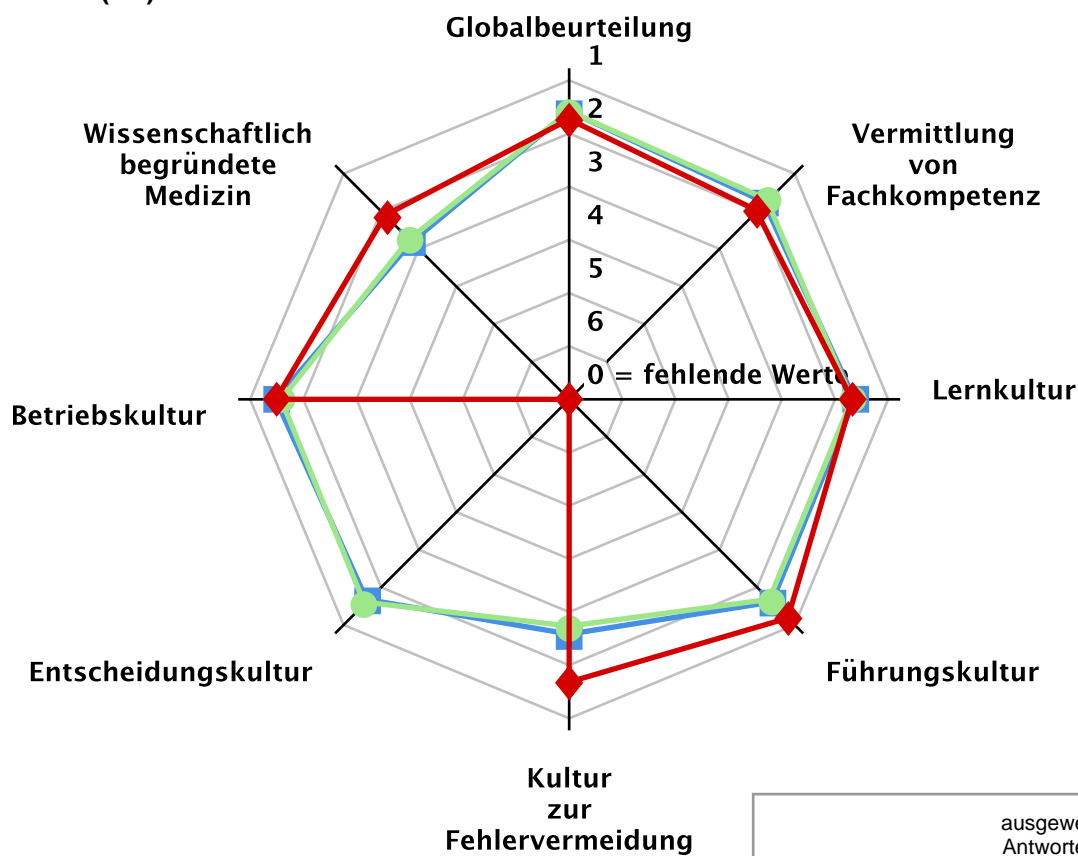 Globalbeurteilung
1
2
3
4
5
6
0 = fehlende Werte
Vermittlung
von
Fachkompetenz
Lernkultur
Führungskultur
Kultur
zur
Fehlervermeidung
Entscheidungskultur
Betriebskultur
Wissenschaftlich
begründete
Medizin